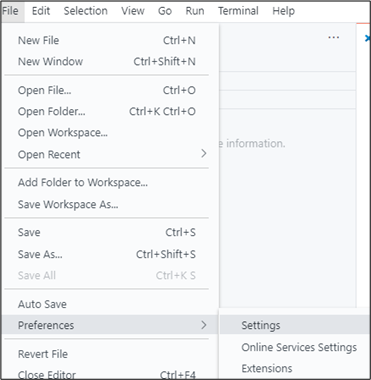 File Edit Selection View Go Run Terminal Help
New File Ctrl+N
New Window Ctrl+Shift+N
Open File... Ctrl+O
Open Folder... Ctrl+K Ctrl+O
Open Workspace...
e information.
Open Recent
Add Folder to Workspace...
Save Workspace As...
Save Ctrl+S
Save As... Ctrl+Shift+S
Save All Ctrl+K S
Auto Save
Preferences Settings
Online Services Settings
Revert File
Extensions
Close Editor Ctrl+F4